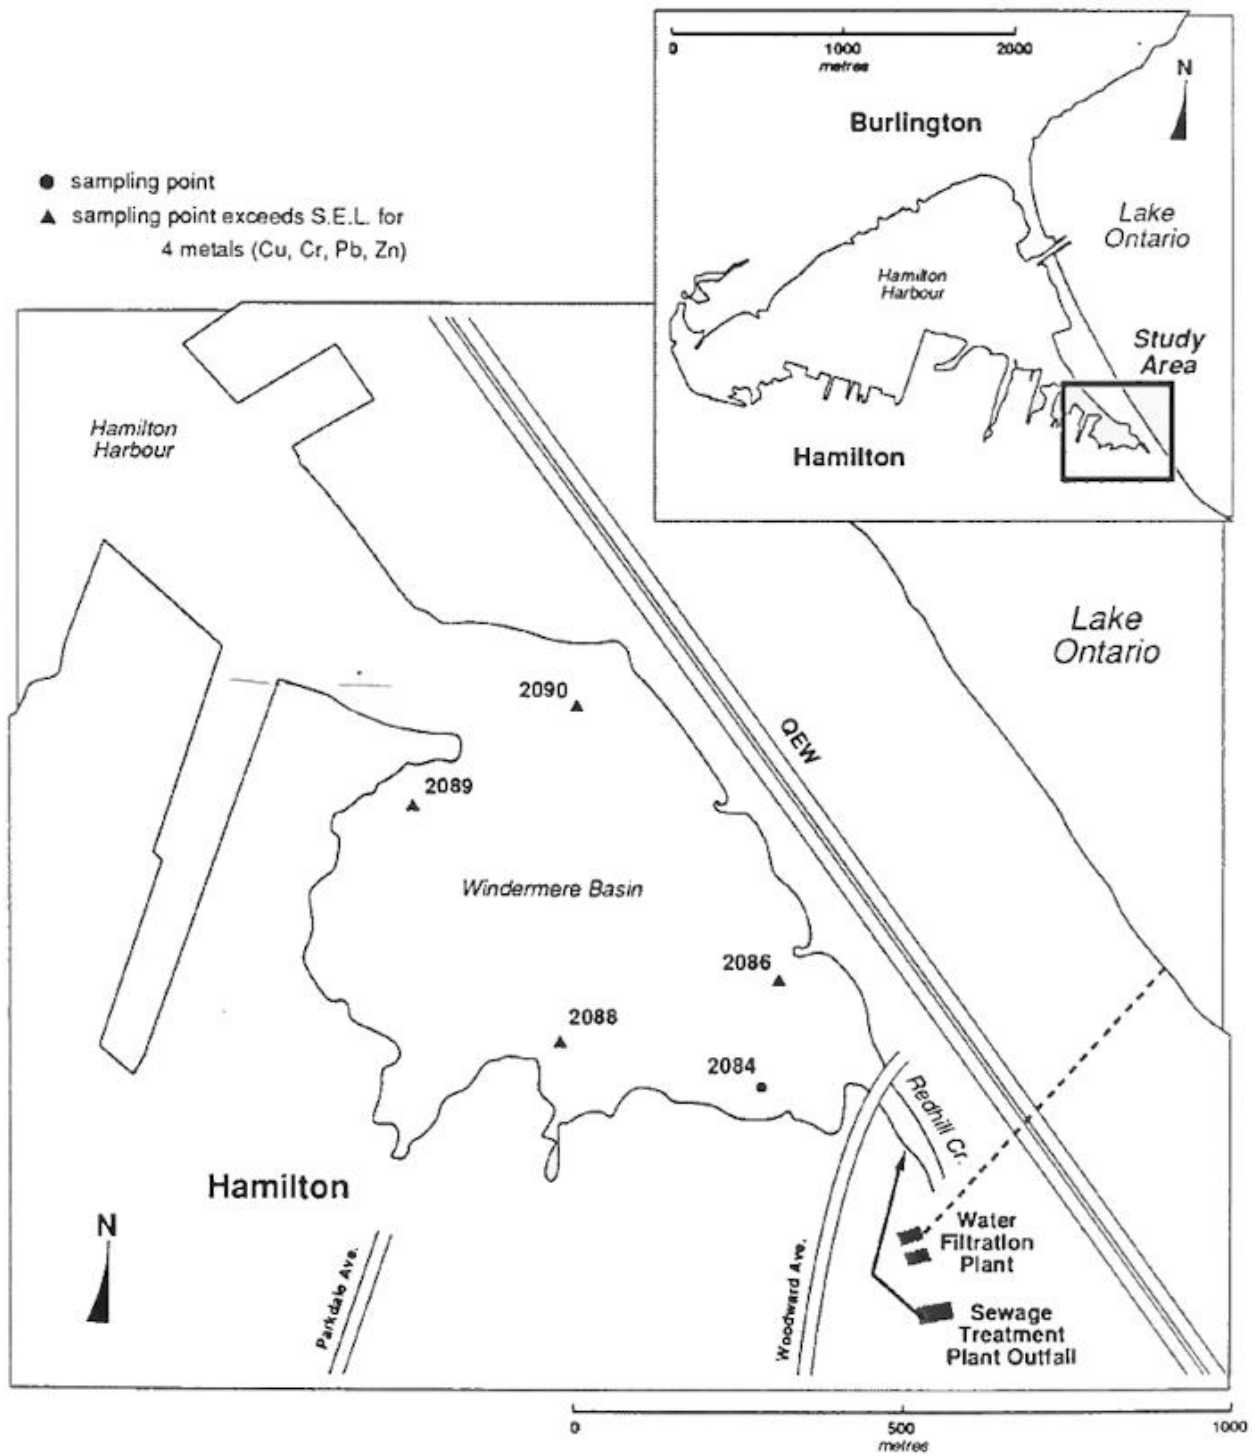 0 1000 2000
metres
N
Burlington
Lake
Ontario
Hamilton
Harbour
Study
Area
Hamilton
● sampling point
▲ sampling point exceeds S.E.L. for
4 metals (Cu, Cr, Pb, Zn)
Hamilton
Harbour
Lake
Ontario
2090
QEW
2089
Windermere Basin
2086
2088
2084
Redhill Cr.
Hamilton
N
Water
Filtration
Plant
Parkdale Ave.
Woodward Ave.
Sewage
Treatment
Plant Outfall
0 500 1000
metres